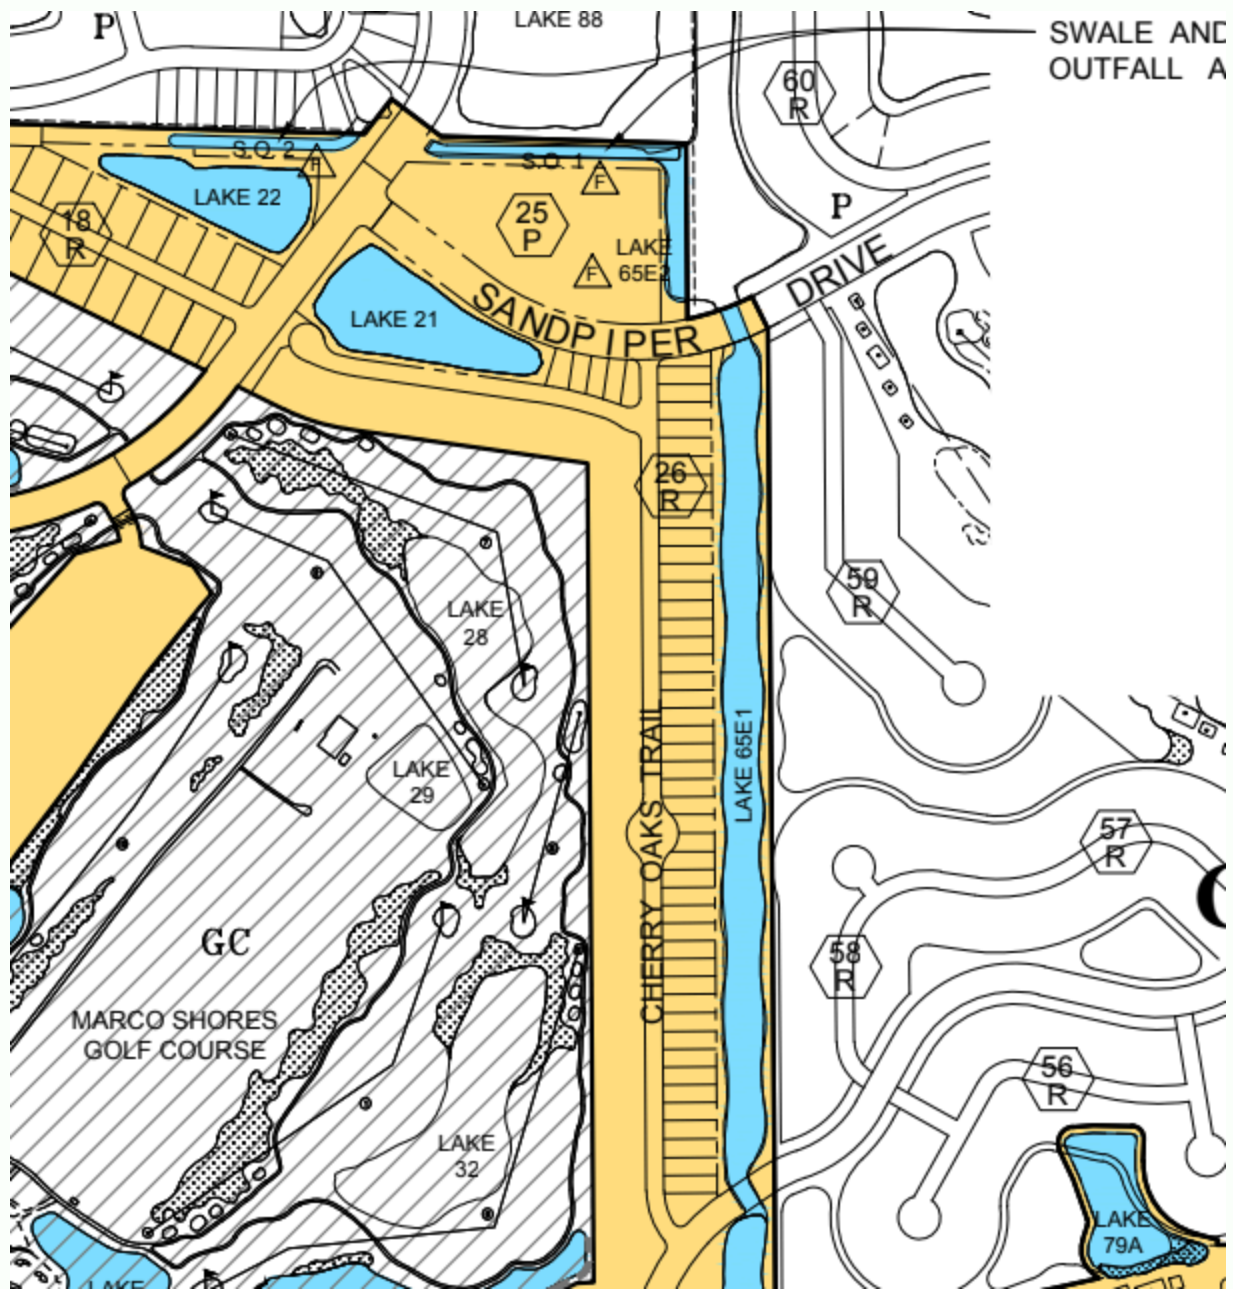 P
LAKE 88
SWALE AND
OUTFALL A
60
R
S.O. 2
F
S.O. 1
F
LAKE 22
P
18
R
25
P
LAKE
65E2
F
LAKE 21
SANDPIPER DRIVE
26
R
59
R
LAKE
28
LAKE
29
CHERRY OAKS TRAIL
LAKE 65E1
57
R
58
R
GC
MARCO SHORES
GOLF COURSE
56
R
LAKE
32
LAKE
79A
LAKE